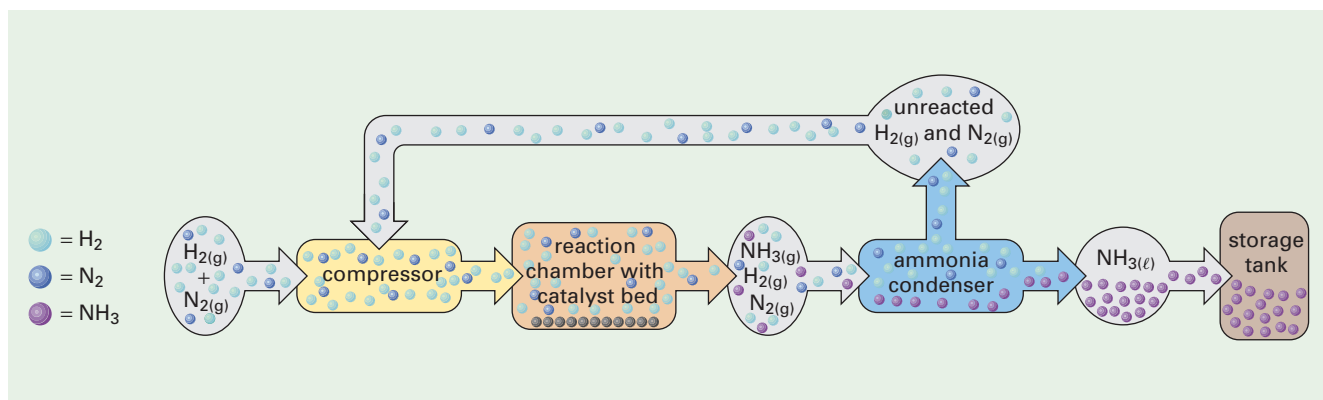 = H₂
= N₂
= NH₃
H₂(g)
+
N₂(g)
compressor
reaction
chamber with
catalyst bed
NH₃(g)
H₂(g)
N₂(g)
unreacted
H₂(g) and N₂(g)
ammonia
condenser
NH₃(ℓ)
storage
tank